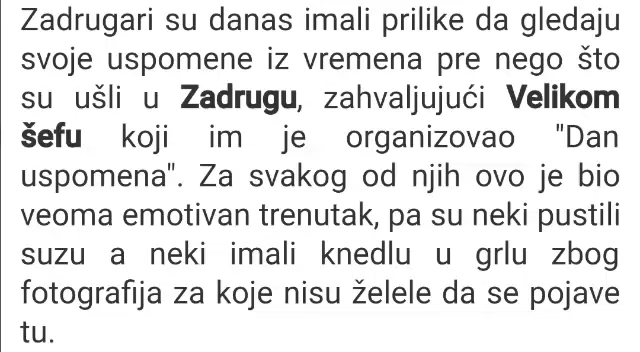 Zadrugari su danas imali prilike da gledaju
svoje uspomene iz vremena pre nego što
su ušli u Zadrugu, zahvaljujući Velikom
šefu koji im je organizovao "Dan
uspomena". Za svakog od njih ovo je bio
veoma emotivan trenutak, pa su neki pustili
suzu a neki imali knedlu u grlu zbog
fotografija za koje nisu želele da se pojave
tu.